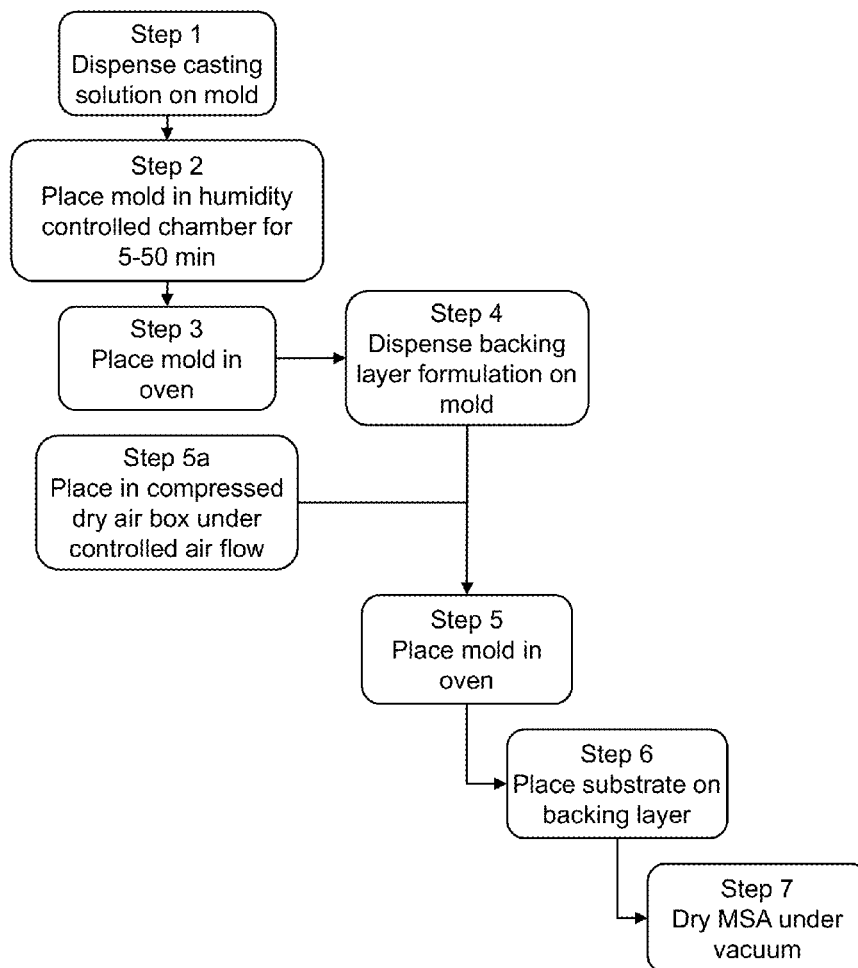 Step 1
Dispense casting
solution on mold
Step 2
Place mold in humidity
controlled chamber for
5-50 min
Step 3
Place mold in
oven
Step 4
Dispense backing
layer formulation on
mold
Step 5a
Place in compressed
dry air box under
controlled air flow
Step 5
Place mold in
oven
Step 6
Place substrate on
backing layer
Step 7
Dry MSA under
vacuum